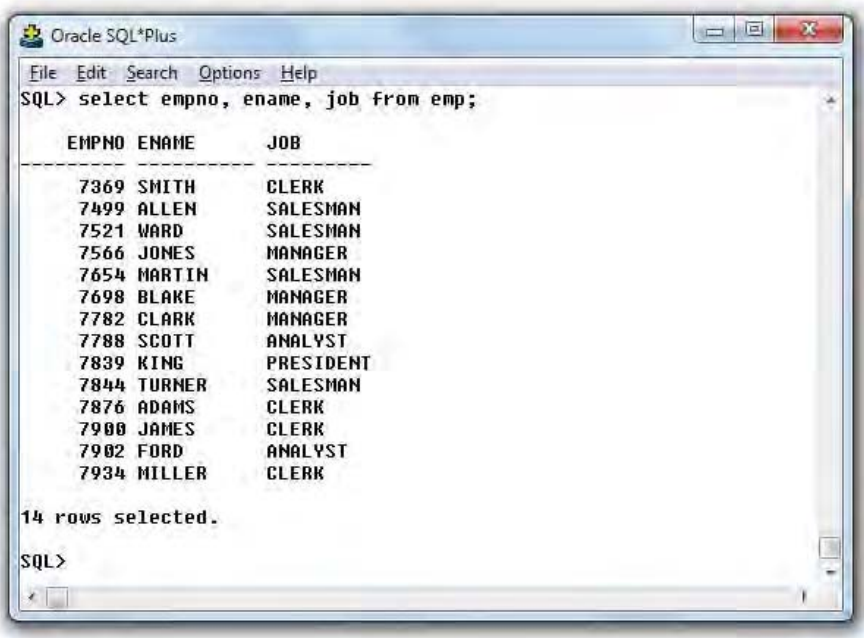 Oracle SQL*Plus
File Edit Search Options Help
SQL> select empno, ename, job from emp;
EMPNO ENAME JOB
--------- ---------- ---------
7369 SMITH CLERK
7499 ALLEN SALESMAN
7521 WARD SALESMAN
7566 JONES MANAGER
7654 MARTIN SALESMAN
7698 BLAKE MANAGER
7782 CLARK MANAGER
7788 SCOTT ANALYST
7839 KING PRESIDENT
7844 TURNER SALESMAN
7876 ADAMS CLERK
7900 JAMES CLERK
7902 FORD ANALYST
7934 MILLER CLERK
14 rows selected.
SQL>